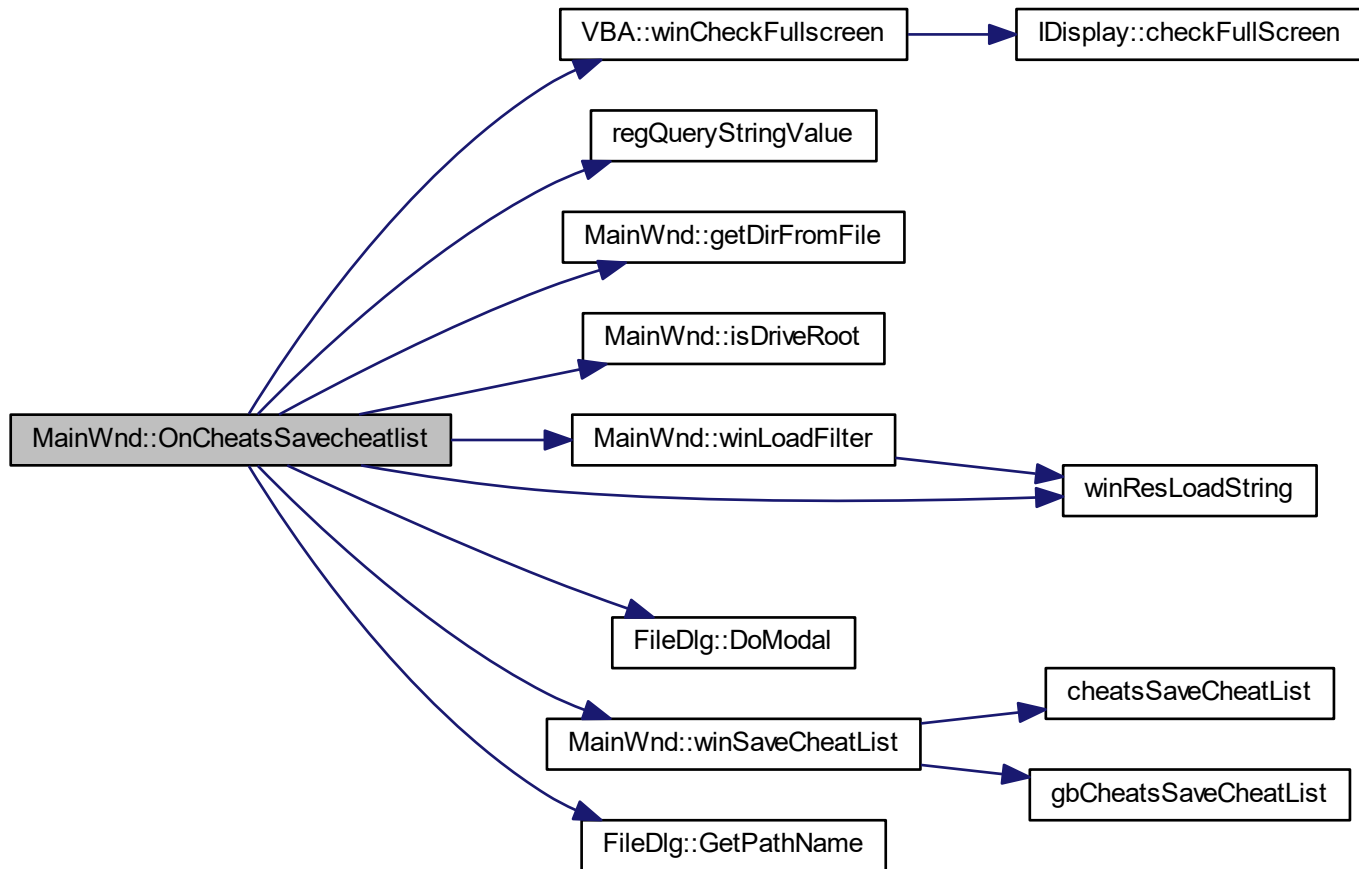 VBA::winCheckFullscreen
IDisplay::checkFullScreen
regQueryStringValue
MainWnd::getDirFromFile
MainWnd::isDriveRoot
MainWnd::OnCheatsSavecheatlist
MainWnd::winLoadFilter
winResLoadString
FileDlg::DoModal
cheatsSaveCheatList
MainWnd::winSaveCheatList
gbCheatsSaveCheatList
FileDlg::GetPathName